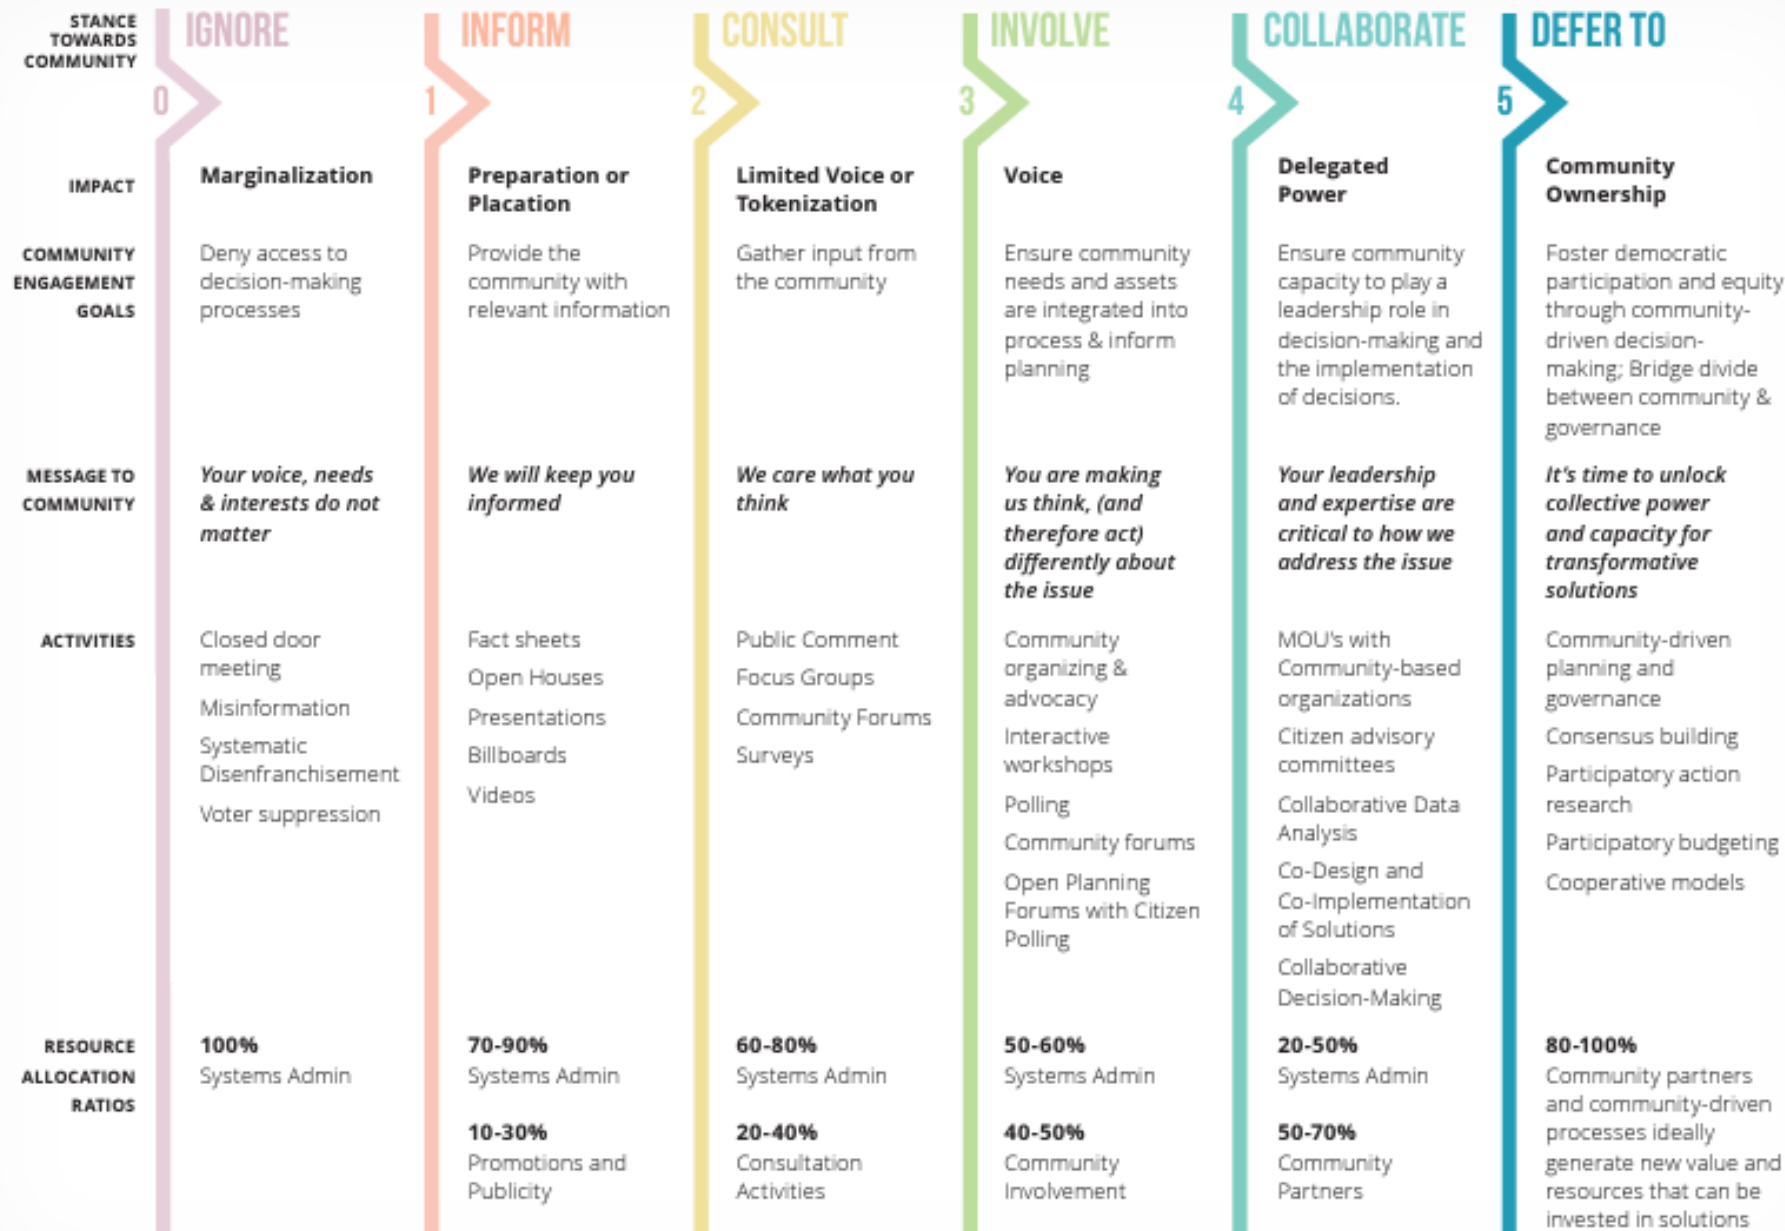 STANCE
TOWARDS
COMMUNITY
IGNORE
INFORM
CONSULT
INVOLVE
COLLABORATE
DEFER TO
0
1
2
3
4
5
IMPACT
Marginalization
Preparation or
Placation
Limited Voice or
Tokenization
Voice
Delegated
Power
Community
Ownership
COMMUNITY
ENGAGEMENT
GOALS
Deny access to
decision-making
processes
Provide the
community with
relevant information
Gather input from
the community
Ensure community
needs and assets
are integrated into
process & inform
planning
Ensure community
capacity to play a
leadership role in
decision-making and
the implementation
of decisions.
Foster democratic
participation and equity
through community-
driven decision-
making; Bridge divide
between community &
governance
MESSAGE TO
COMMUNITY
Your voice, needs
& interests do not
matter
We will keep you
informed
We care what you
think
You are making
us think, (and
therefore act)
differently about
the issue
Your leadership
and expertise are
critical to how we
address the issue
It's time to unlock
collective power
and capacity for
transformative
solutions
ACTIVITIES
Closed door
meeting
Misinformation
Systematic
Disenfranchisement
Voter suppression
Fact sheets
Open Houses
Presentations
Billboards
Videos
Public Comment
Focus Groups
Community Forums
Surveys
Community
organizing &
advocacy
Interactive
workshops
Polling
Community forums
Open Planning
Forums with Citizen
Polling
MOU's with
Community-based
organizations
Citizen advisory
committees
Collaborative Data
Analysis
Co-Design and
Co-Implementation
of Solutions
Collaborative
Decision-Making
Community-driven
planning and
governance
Consensus building
Participatory action
research
Participatory budgeting
Cooperative models
RESOURCE
ALLOCATION
RATIOS
100%
Systems Admin
70-90%
Systems Admin
10-30%
Promotions and
Publicity
60-80%
Systems Admin
20-40%
Consultation
Activities
50-60%
Systems Admin
40-50%
Community
Involvement
20-50%
Systems Admin
50-70%
Community
Partners
80-100%
Community partners
and community-driven
processes ideally
generate new value and
resources that can be
invested in solutions